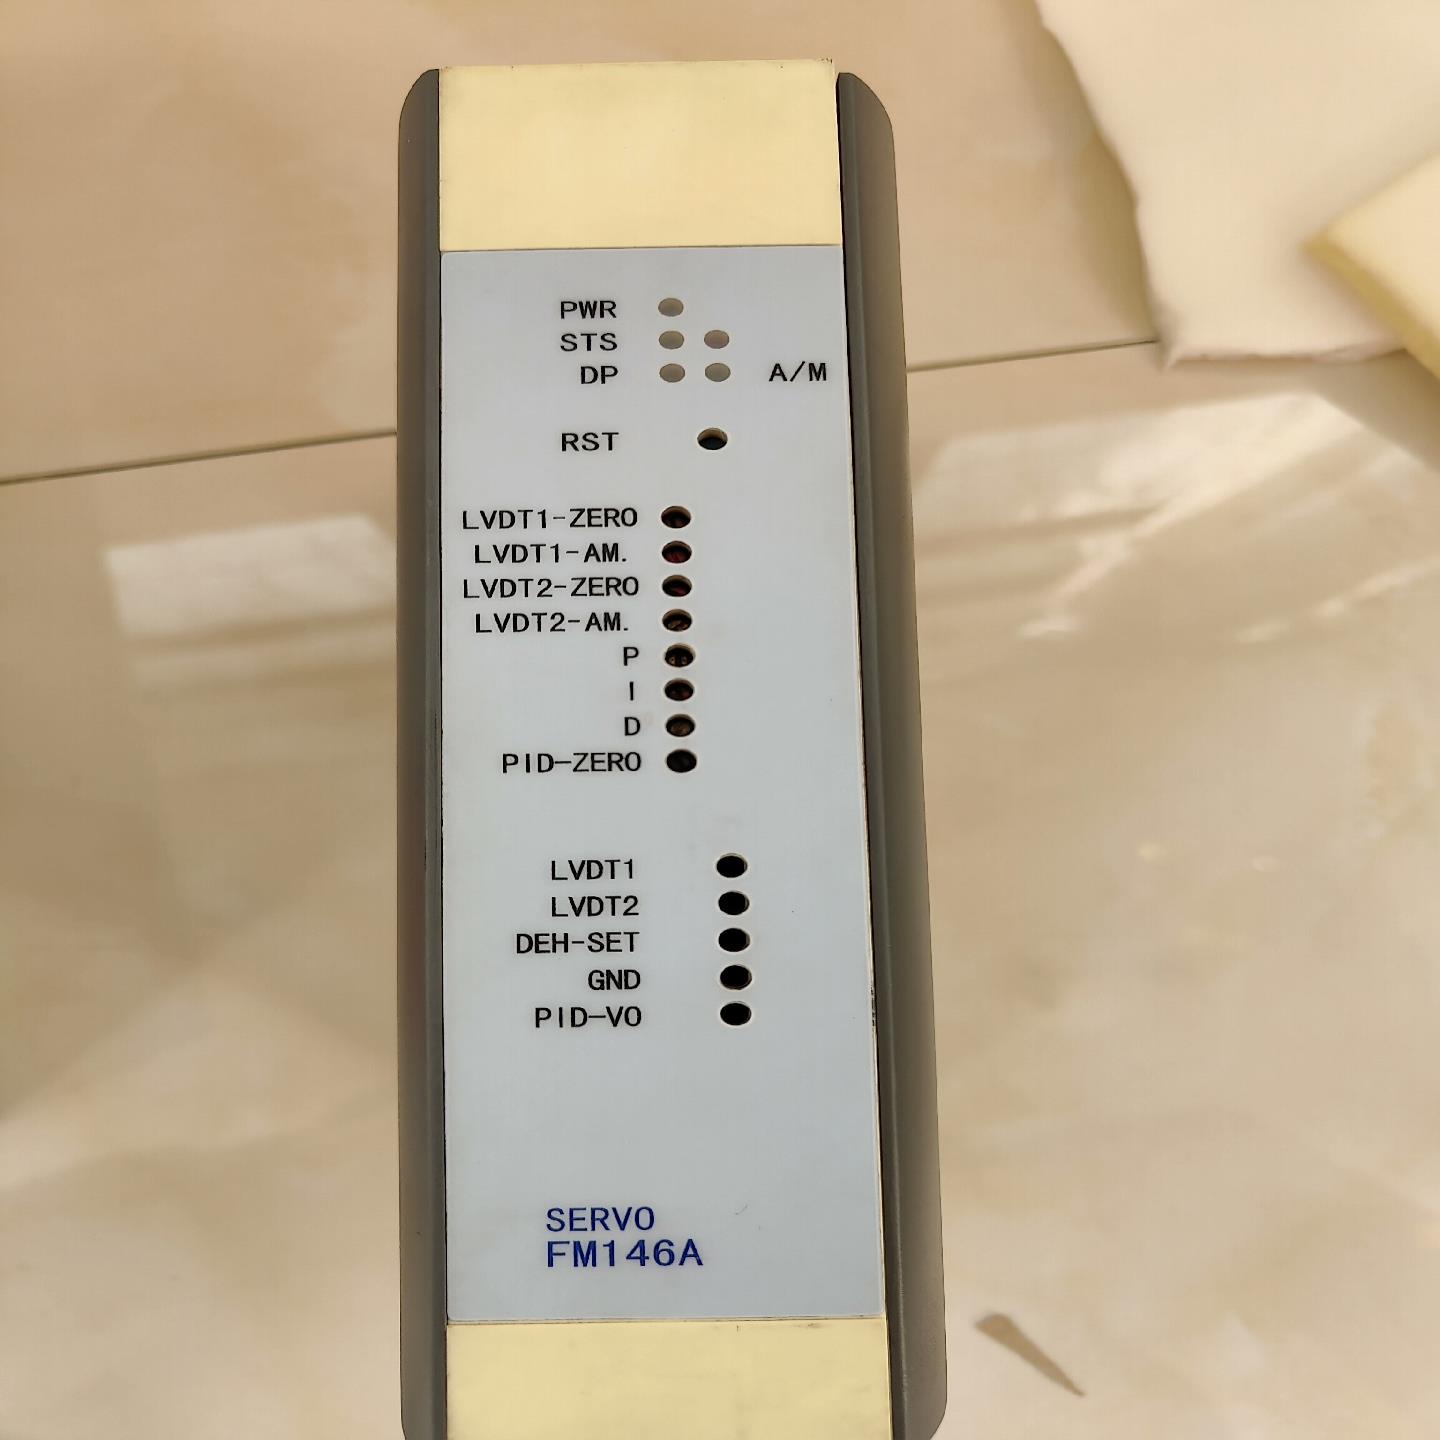 PWR
STS
DP A/M
RST
LVDT1-ZERO
LVDT1-AM.
LVDT2-ZERO
LVDT2-AM.
P
I
D
PID-ZERO
LVDT1
LVDT2
DEH-SET
GND
PID-VO
SERVO
FM146A